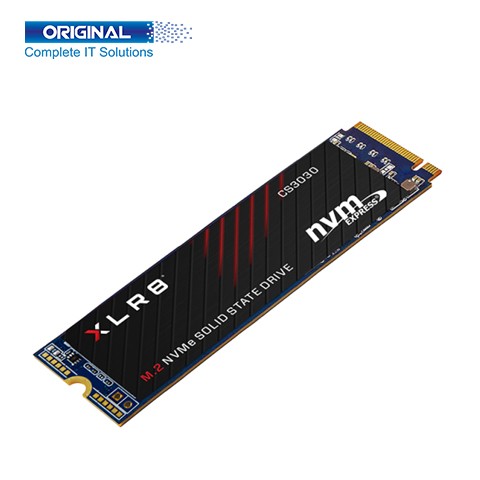 ORIGINAL
Complete IT Solutions
CS3030
nvm
EXPRESS
XLR8
M.2 NVMe SOLID STATE DRIVE